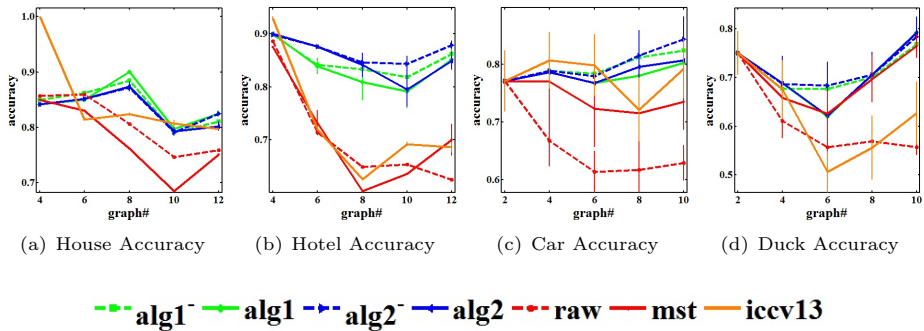 1.0
0.9
0.8
0.7
accuracy
4 6 8 10 12
graph#
(a) House Accuracy
0.9
0.8
0.7
accuracy
4 6 8 10 12
graph#
(b) Hotel Accuracy
0.8
0.7
0.6
accuracy
2 4 6 8 10
graph#
(c) Car Accuracy
0.8
0.7
0.6
0.5
accuracy
2 4 6 8 10
graph#
(d) Duck Accuracy
alg1⁻ alg1 alg2⁻ alg2 raw mst iccv13